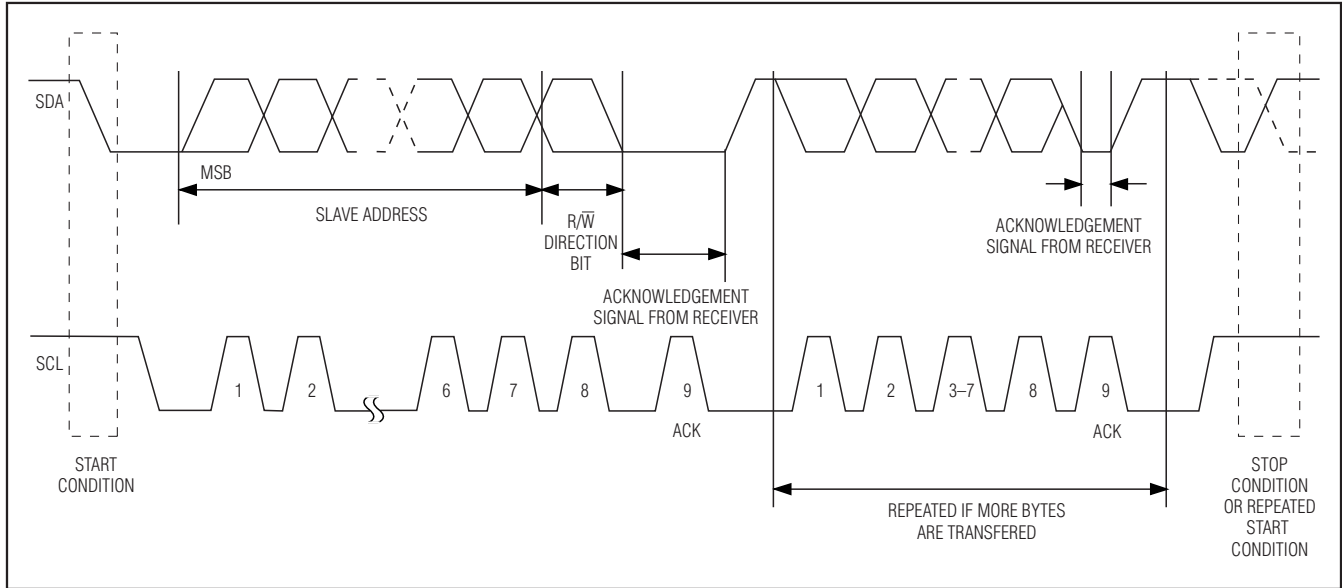 SDA
MSB
SLAVE ADDRESS
R/W̅
DIRECTION
BIT
ACKNOWLEDGEMENT
SIGNAL FROM RECEIVER
ACKNOWLEDGEMENT
SIGNAL FROM RECEIVER
SCL
1
2
6
7
8
9
1
2
3–7
8
9
ACK
ACK
START
CONDITION
REPEATED IF MORE BYTES
ARE TRANSFERED
STOP
CONDITION
OR REPEATED
START
CONDITION